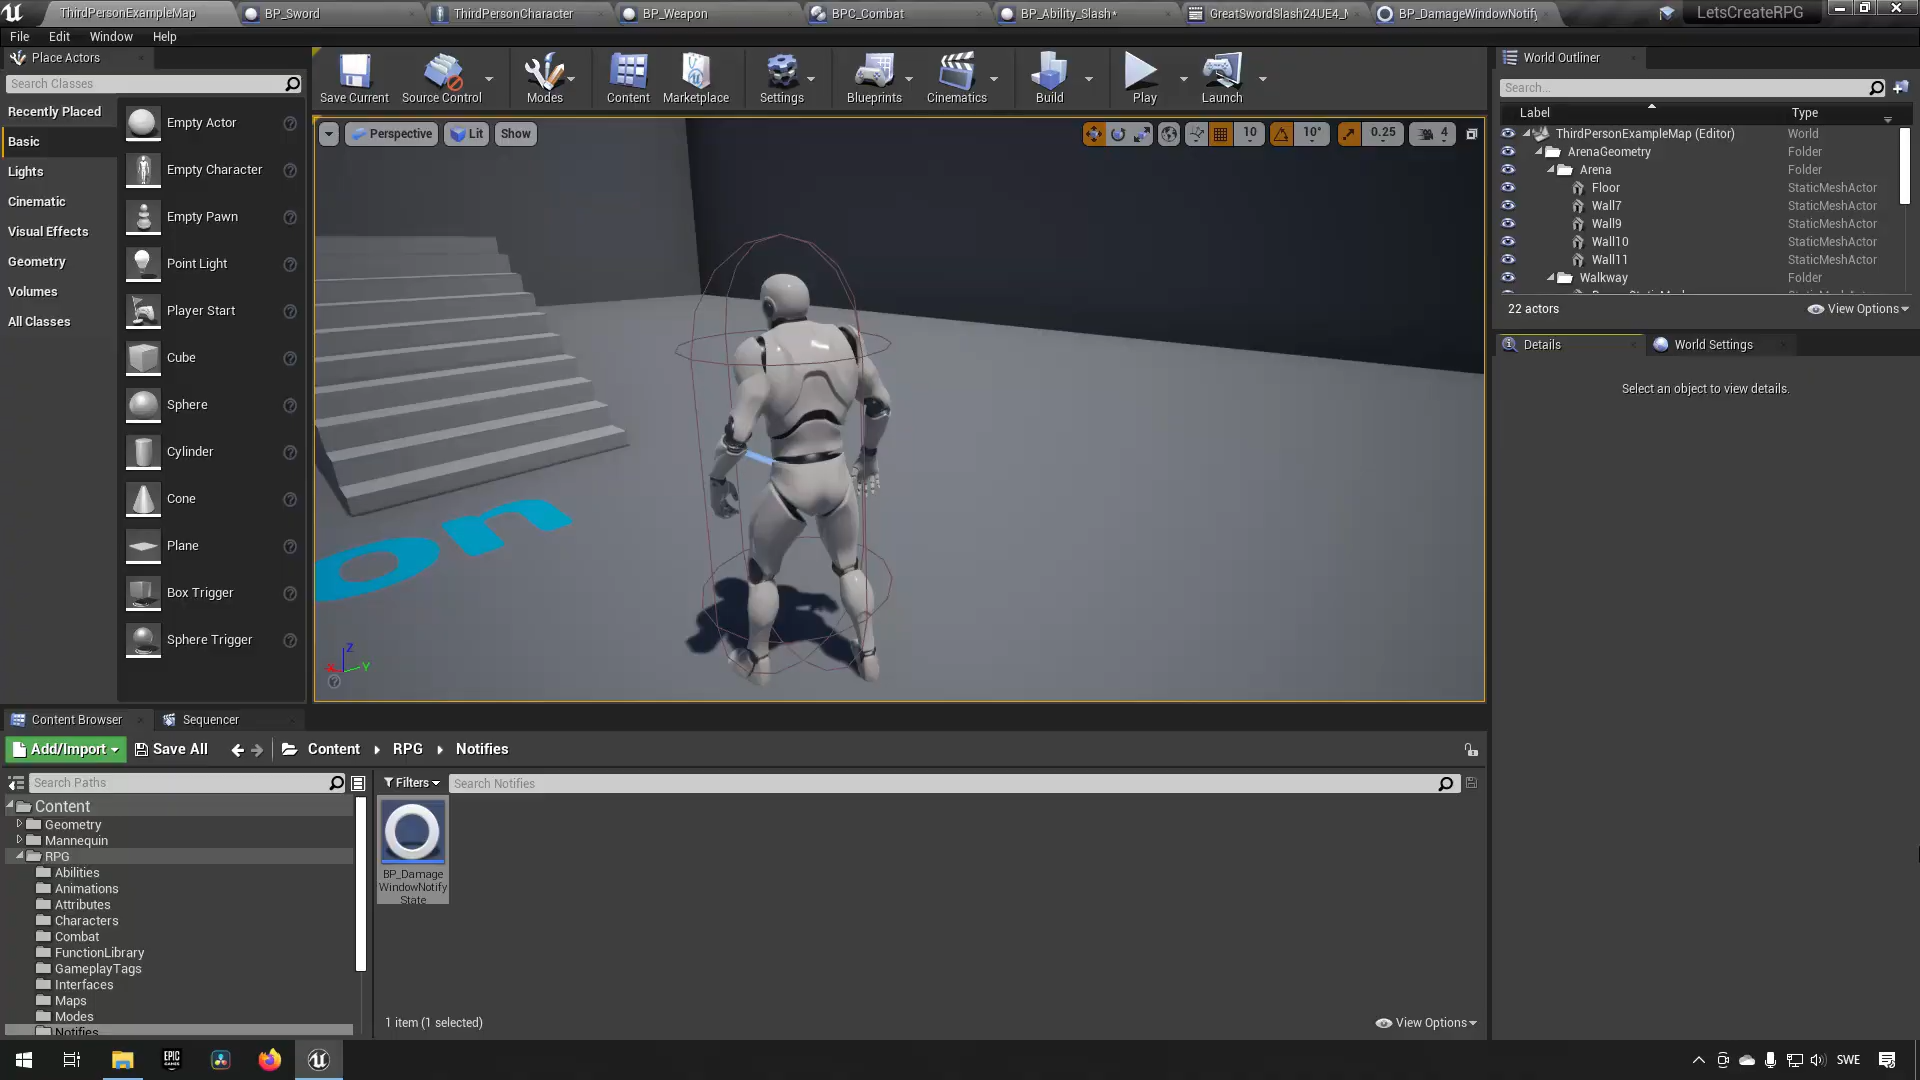 ThirdPersonExampleMap
BP_Sword
ThirdPersonCharacter
BP_Weapon
BPC_Combat
BP_Ability_Slash*
GreatSwordSlash24UE4_
BP_DamageWindowNotify
LetsCreateRPG
File
Edit
Window
Help
Place Actors
Search Classes
Recently Placed
Basic
Lights
Cinematic
Visual Effects
Geometry
Volumes
All Classes
Empty Actor
Empty Character
Empty Pawn
Point Light
Player Start
Cube
Sphere
Cylinder
Cone
Plane
Box Trigger
Sphere Trigger
Save Current
Source Control
Modes
Content
Marketplace
Settings
Blueprints
Cinematics
Build
Play
Launch
Perspective
Lit
Show
10
10°
0.25
4
on
Z
X
Y
World Outliner
Search...
Label
Type
ThirdPersonExampleMap (Editor)
World
ArenaGeometry
Folder
Arena
Folder
Floor
StaticMeshActor
Wall7
StaticMeshActor
Wall9
StaticMeshActor
Wall10
StaticMeshActor
Wall11
StaticMeshActor
Walkway
Folder
22 actors
View Options
Details
World Settings
Select an object to view details.
Content Browser
Sequencer
Add/Import
Save All
Content
RPG
Notifies
Search Paths
Filters
Search Notifies
Content
Geometry
Mannequin
RPG
Abilities
Animations
Attributes
Characters
Combat
FunctionLibrary
GameplayTags
Interfaces
Maps
Modes
Notifies
BP_Damage
WindowNotify
State
1 item (1 selected)
View Options
EPIC
GAMES
SWE